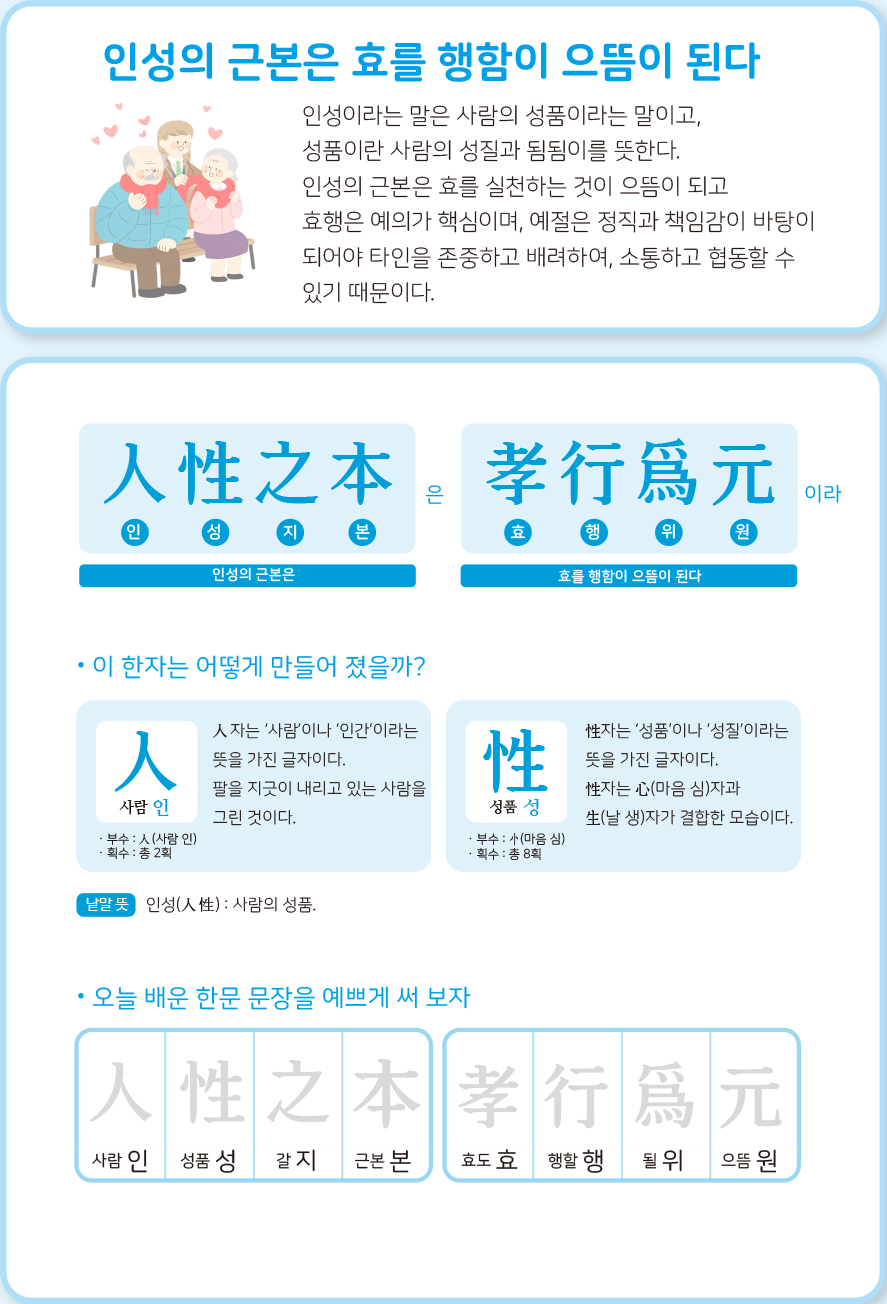 인성의 근본은 효를 행함이 으뜸이 된다
인성이라는 말은 사람의 성품이라는 말이고,
성품이란 사람의 성질과 됨됨이를 뜻한다.
인성의 근본은 효를 실천하는 것이 으뜸이 되고
효행은 예의가 핵심이며, 예절은 정직과 책임감이 바탕이
되어야 타인을 존중하고 배려하여, 소통하고 협동할 수
있기 때문이다.
人性之本은 孝行爲元이라
인 성 지 본 효 행 위 원
인성의 근본은 효를 행함이 으뜸이 된다
• 이 한자는 어떻게 만들어 졌을까?
人
사람 인
· 부수 : 人(사람 인)
· 획수 : 총 2획
人자는 ‘사람’이나 ‘인간’이라는
뜻을 가진 글자이다.
팔을 지긋이 내리고 있는 사람을
그린 것이다.
性
성품 성
· 부수 : 忄(마음 심)
· 획수 : 총 8획
性자는 ‘성품’이나 ‘성질’이라는
뜻을 가진 글자이다.
性자는 心(마음 심)자과
生(날 생)자가 결합한 모습이다.
낱말 뜻 인성(人性) : 사람의 성품.
• 오늘 배운 한문 문장을 예쁘게 써 보자
人 性 之 本 孝 行 爲 元
사람 인 성품 성 갈 지 근본 본 효도 효 행할 행 될 위 으뜸 원